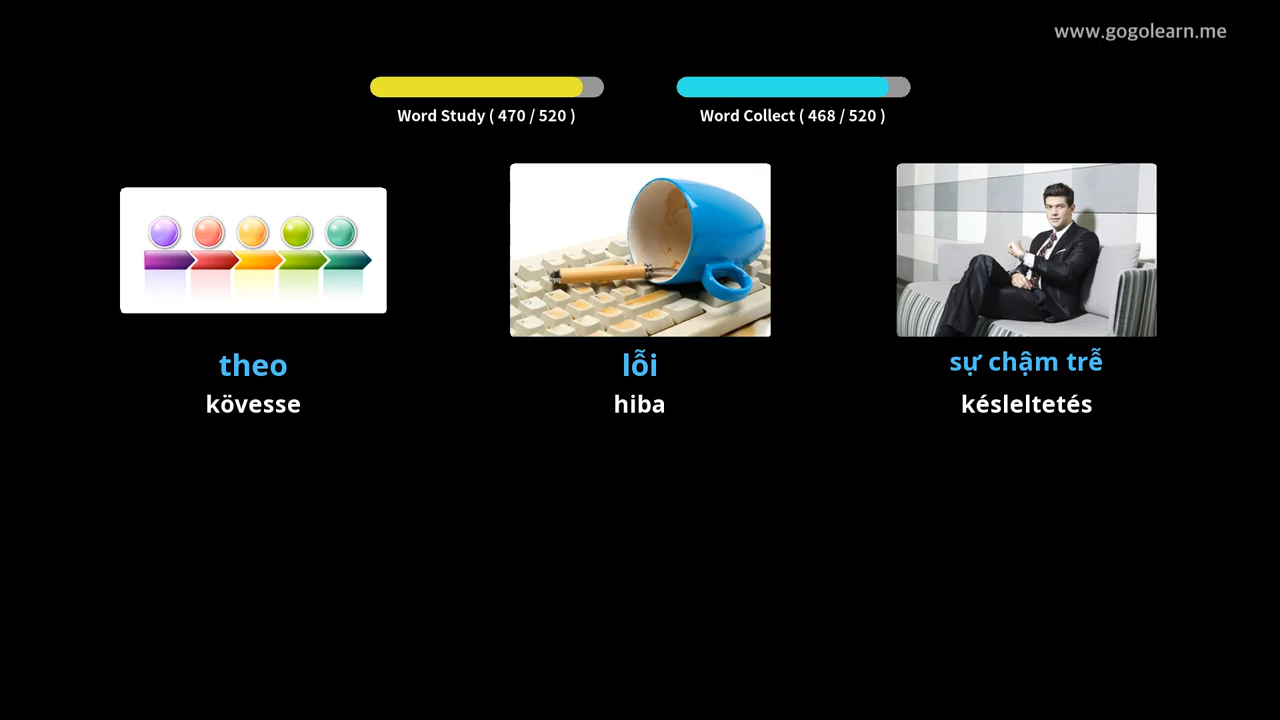 www.gogolearn.me
Word Study ( 470 / 520 )
Word Collect ( 468 / 520 )
theo
kövesse
lỗi
hiba
sự chậm trễ
késleltetés